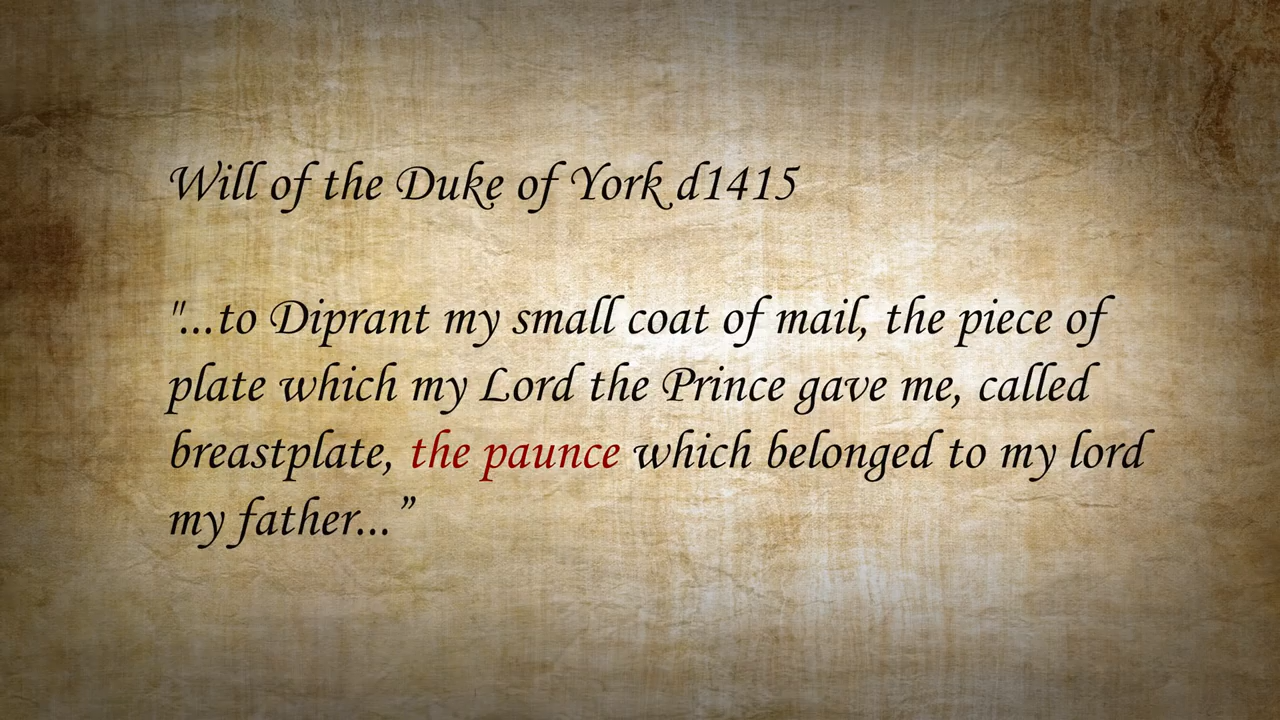 Will of the Duke of York d1415
"...to Diprant my small coat of mail, the piece of
plate which my Lord the Prince gave me, called
breastplate, the paunce which belonged to my lord
my father...”